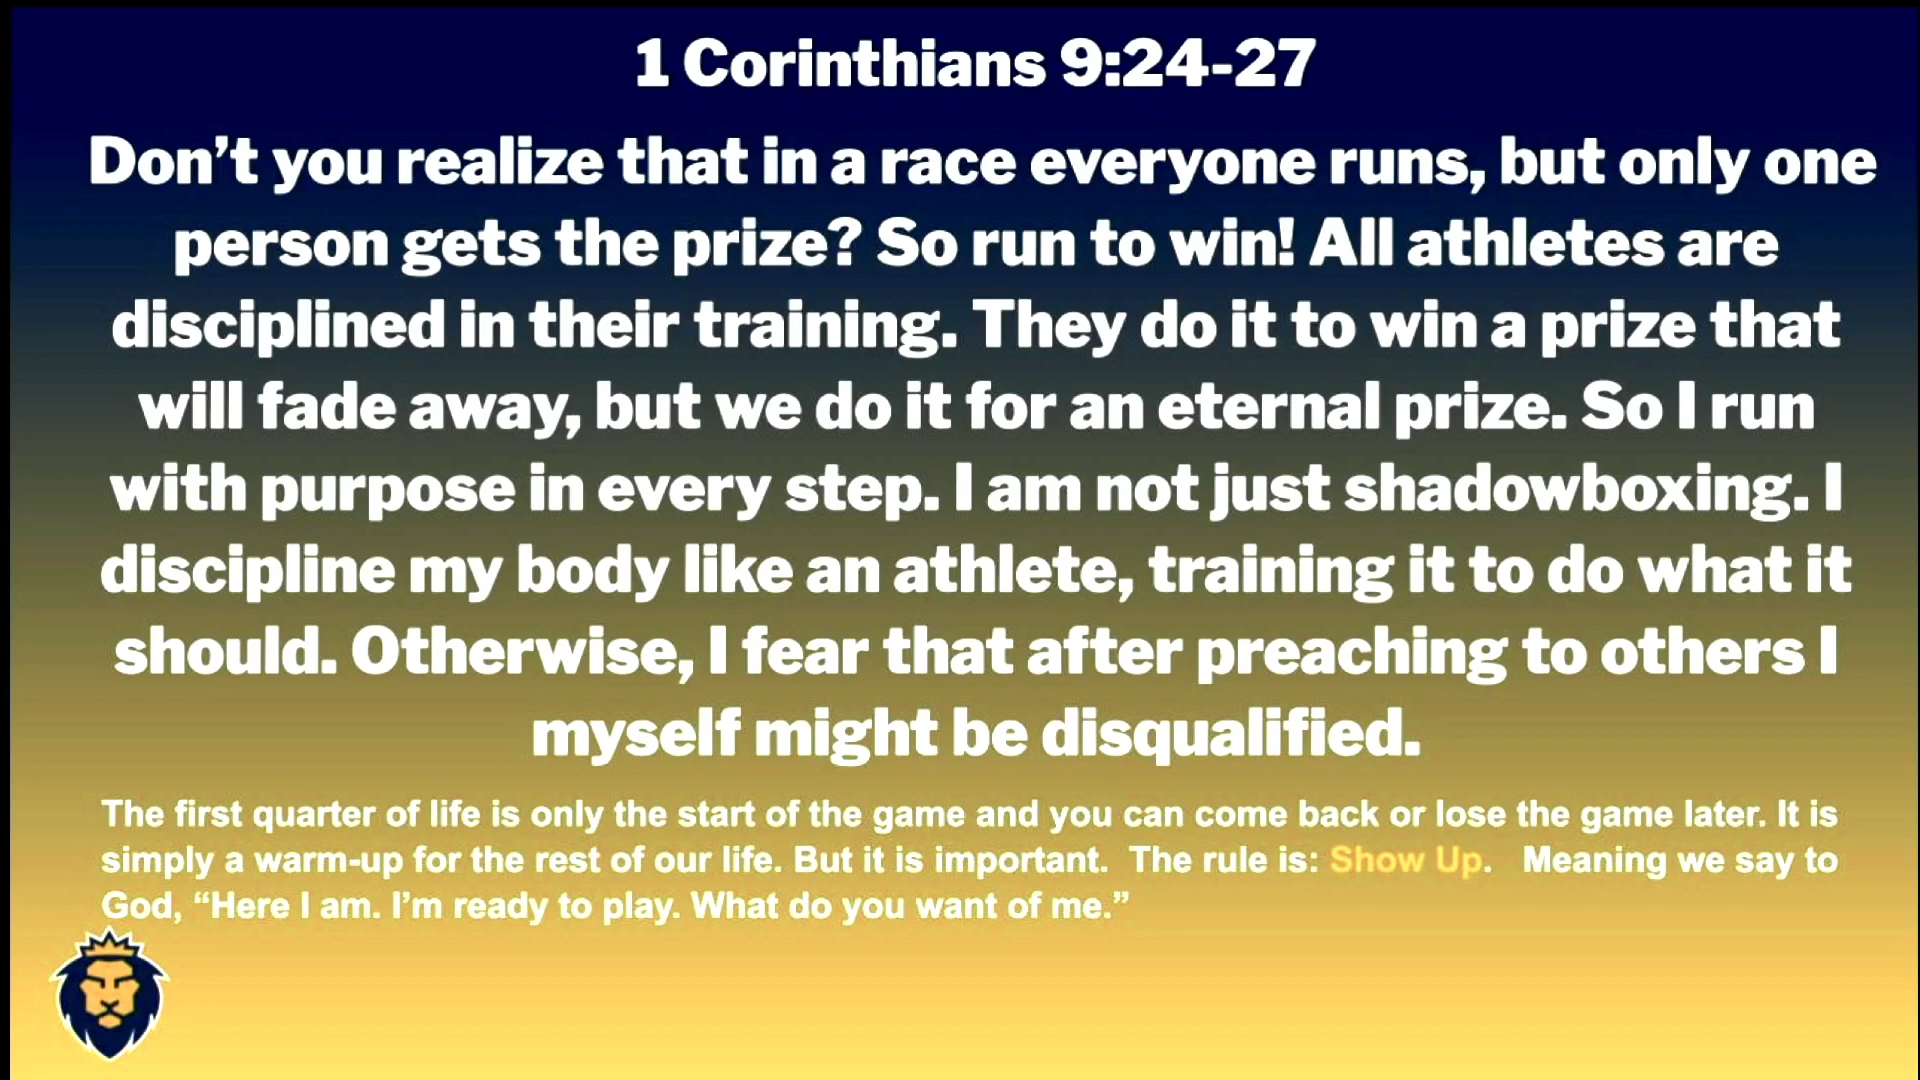 1 Corinthians 9:24-27
Don’t you realize that in a race everyone runs, but only one
person gets the prize? So run to win! All athletes are
disciplined in their training. They do it to win a prize that
will fade away, but we do it for an eternal prize. So I run
with purpose in every step. I am not just shadowboxing. I
discipline my body like an athlete, training it to do what it
should. Otherwise, I fear that after preaching to others I
myself might be disqualified.
The first quarter of life is only the start of the game and you can come back or lose the game later. It is
simply a warm-up for the rest of our life. But it is important.  The rule is: Show Up.   Meaning we say to
God, “Here I am. I’m ready to play. What do you want of me.”